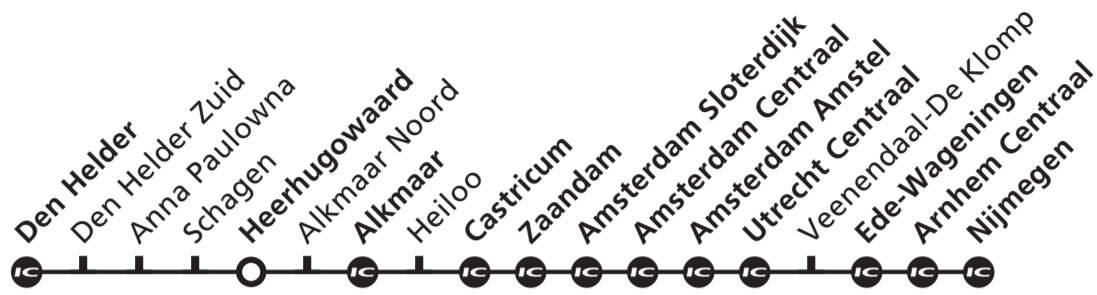 Den Helder
Den Helder Zuid
Anna Paulowna
Schagen
Heerhugowaard
Alkmaar Noord
Alkmaar
Heiloo
Castricum
Zaandam
Amsterdam Sloterdijk
Amsterdam Centraal
Amsterdam Amstel
Utrecht Centraal
Veenendaal-De Klomp
Ede-Wageningen
Arnhem Centraal
Nijmegen
IC
IC
IC
IC
IC
IC
IC
IC
IC
IC
IC